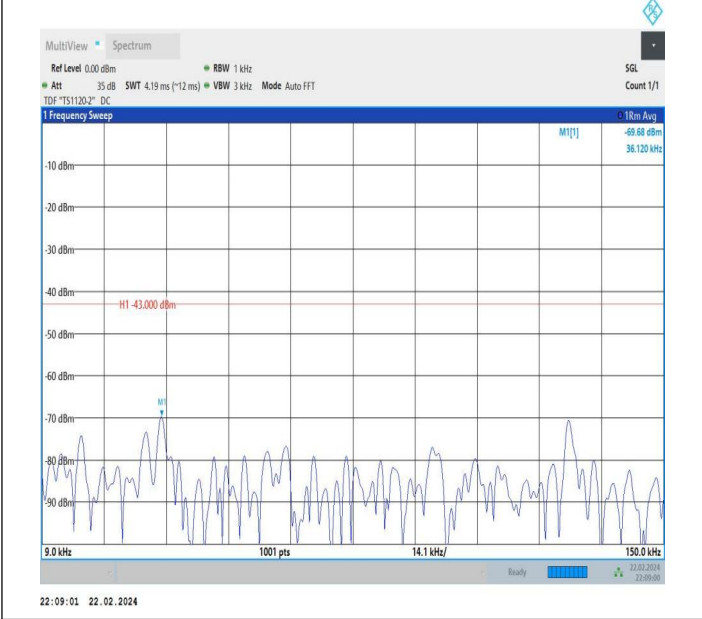 MultiView Spectrum
Ref Level 0.00 dBm RBW 1 kHz SGL
Att 35 dB SWT 4.19 ms (~12 ms) VBW 3 kHz Mode Auto FFT Count 1/1
TDF "TS1120-2" DC
1 Frequency Sweep 1Rm Avg
M1[1] -69.68 dBm
36.120 kHz
-10 dBm
-20 dBm
-30 dBm
-40 dBm
H1 -43.000 dBm
-50 dBm
-60 dBm
M1
-70 dBm
-80 dBm
-90 dBm
9.0 kHz 1001 pts 14.1 kHz/ 150.0 kHz
Ready 22.02.2024
22:09:00
22:09:01 22.02.2024